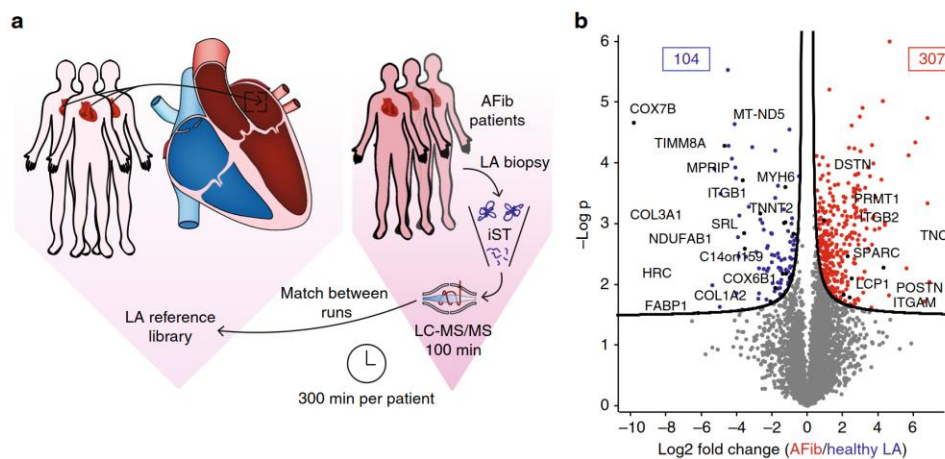 a
AFib
patients
LA biopsy
iST
Match between
runs
LA reference
library
LC-MS/MS
100 min
300 min per patient
b
104
307
6
5
4
3
2
1
0
–Log p
COX7B
MT-ND5
TIMM8A
DSTN
MPRIP
MYH6
PRMT1
ITGB1
TNNT2
ITGB2
COL3A1
SRL
TNC
NDUFAB1
SPARC
C14orf159
HRC
COX6B1
LCP1
POSTN
COL1A2
ITGAM
FABP1
–10 –8 –6 –4 –2 0 2 4 6
Log2 fold change (AFib/healthy LA)